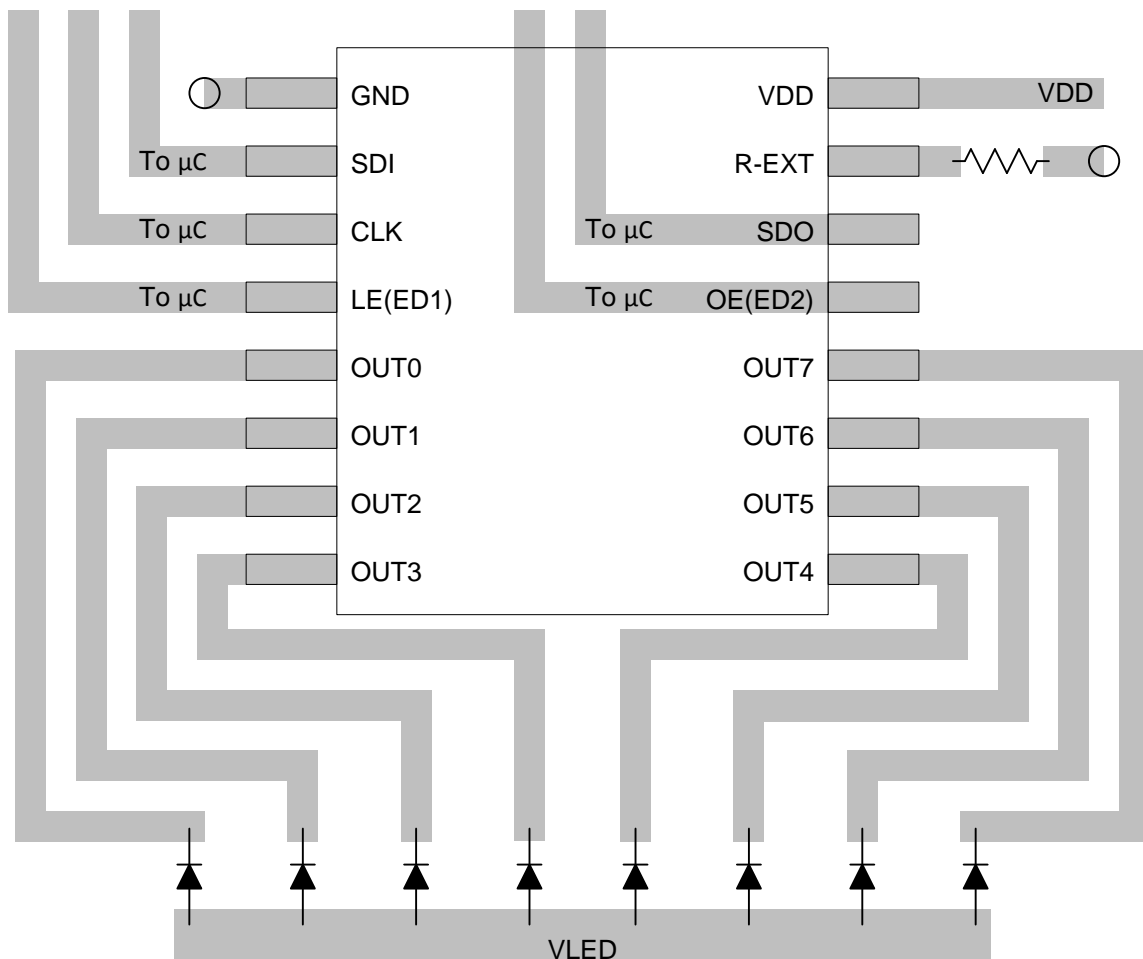 GND VDD VDD
To µC SDI R-EXT
To µC CLK To µC SDO
To µC LE(ED1) To µC OE(ED2)
OUT0 OUT7
OUT1 OUT6
OUT2 OUT5
OUT3 OUT4
VLED